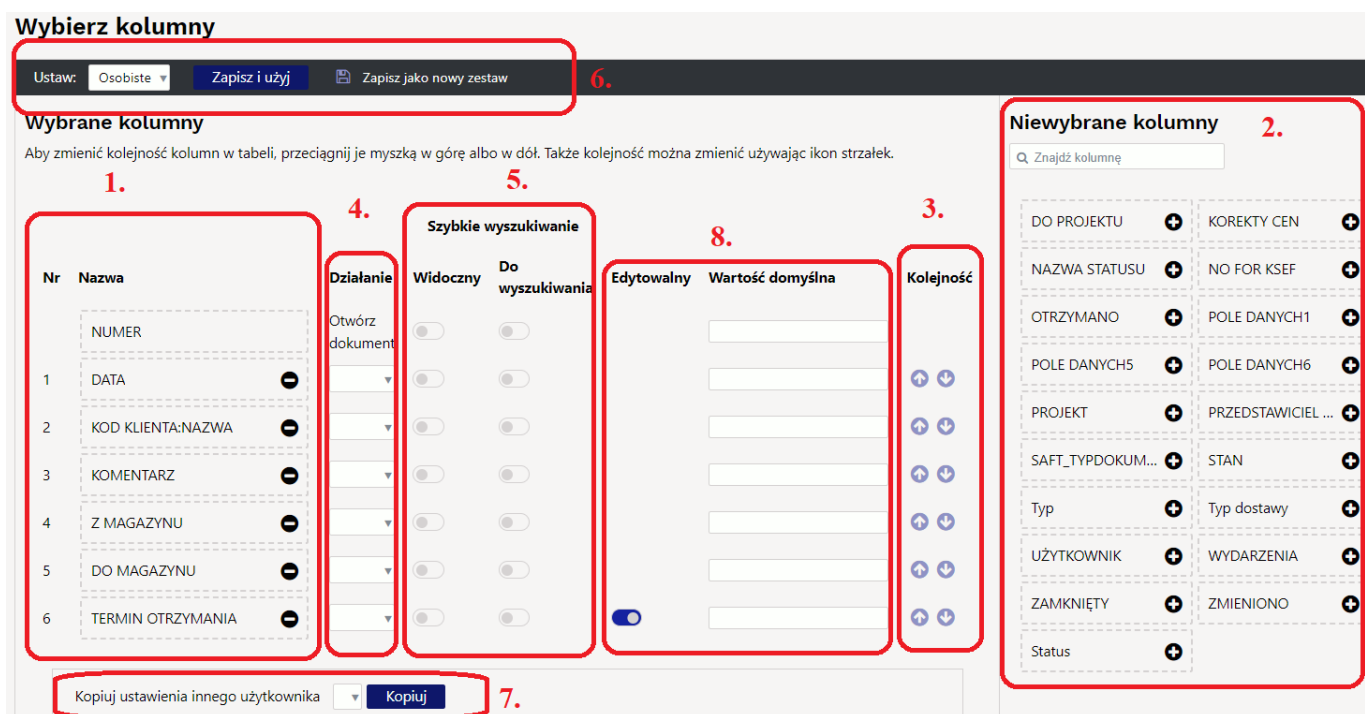 Wybierz kolumny
Ustaw: Osobiste Zapisz i użyj Zapisz jako nowy zestaw 6.
Wybrane kolumny
Aby zmienić kolejność kolumn w tabeli, przeciągnij je myszką w górę albo w dół. Także kolejność można zmienić używając ikon strzałek.
1. 4. 5. 8. 3.
Szybkie wyszukiwanie
Nr Nazwa Działanie Widoczny Do wyszukiwania Edytowalny Wartość domyślna Kolejność
NUMER Otwórz dokument
1 DATA
2 KOD KLIENTA:NAZWA
3 KOMENTARZ
4 Z MAGAZYNU
5 DO MAGAZYNU
6 TERMIN OTRZYMANIA
Kopiuj ustawienia innego użytkownika Kopiuj 7.
Niewybrane kolumny 2.
Znajdź kolumnę
DO PROJEKTU KOREKTY CEN
NAZWA STATUSU NO FOR KSEF
OTRZYMANO POLE DANYCH1
POLE DANYCH5 POLE DANYCH6
PROJEKT PRZEDSTAWICIEL ...
SAFT_TYPDOKUM... STAN
Typ Typ dostawy
UŻYTKOWNIK WYDARZENIA
ZAMKNIĘTY ZMIENIONO
Status